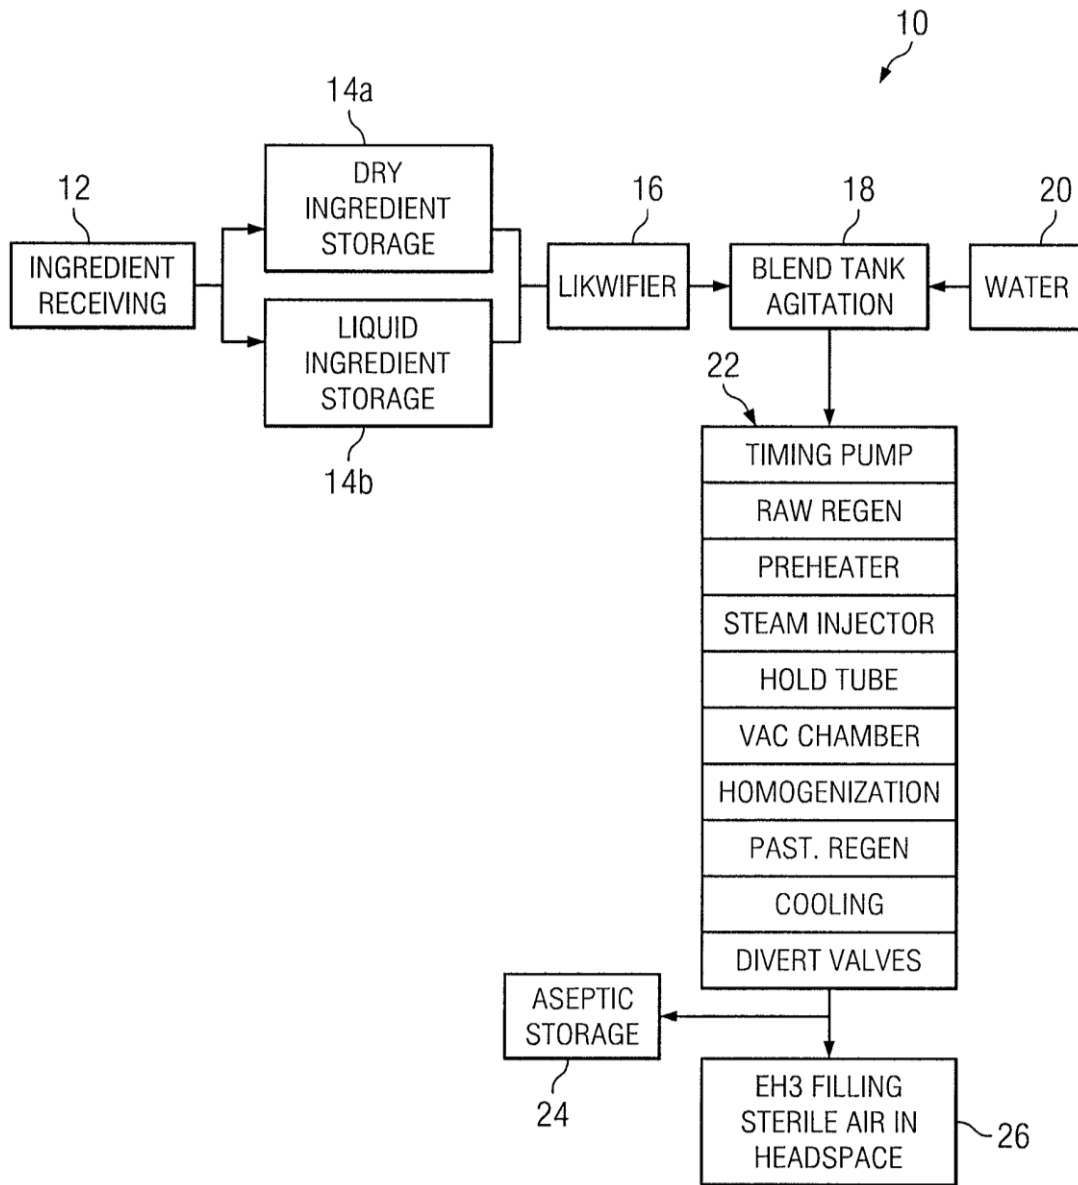 10
14a
DRY
INGREDIENT
STORAGE
12
INGREDIENT
RECEIVING
LIQUID
INGREDIENT
STORAGE
14b
16
LIKWIFIER
18
BLEND TANK
AGITATION
20
WATER
22
TIMING PUMP
RAW REGEN
PREHEATER
STEAM INJECTOR
HOLD TUBE
VAC CHAMBER
HOMOGENIZATION
PAST. REGEN
COOLING
DIVERT VALVES
ASEPTIC
STORAGE
24
EH3 FILLING
STERILE AIR IN
HEADSPACE
26